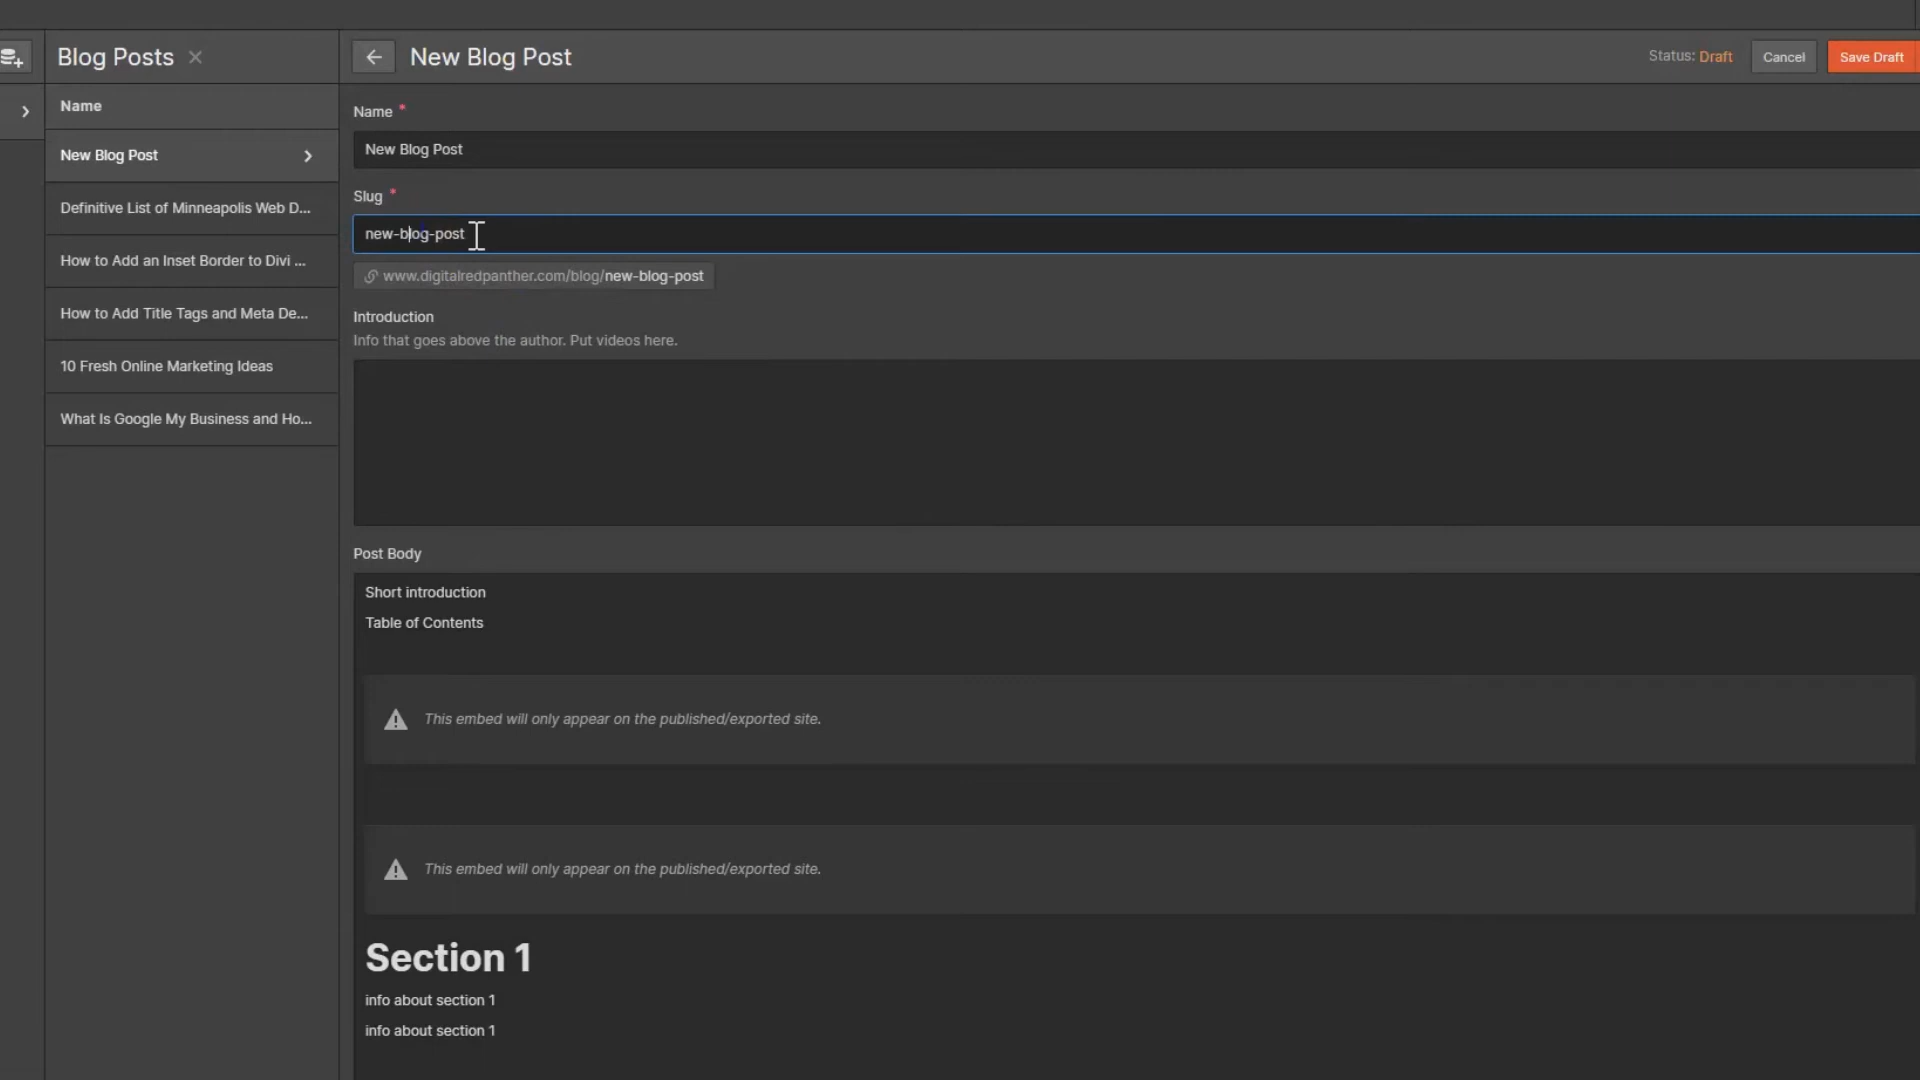 Blog Posts
New Blog Post
Status: Draft
Cancel
Save Draft
Name
New Blog Post
Definitive List of Minneapolis Web D...
How to Add an Inset Border to Divi ...
How to Add Title Tags and Meta De...
10 Fresh Online Marketing Ideas
What Is Google My Business and Ho...
Name *
New Blog Post
Slug *
new-blog-post
www.digitalredpanther.com/blog/new-blog-post
Introduction
Info that goes above the author. Put videos here.
Post Body
Short introduction
Table of Contents
This embed will only appear on the published/exported site.
This embed will only appear on the published/exported site.
Section 1
info about section 1
info about section 1